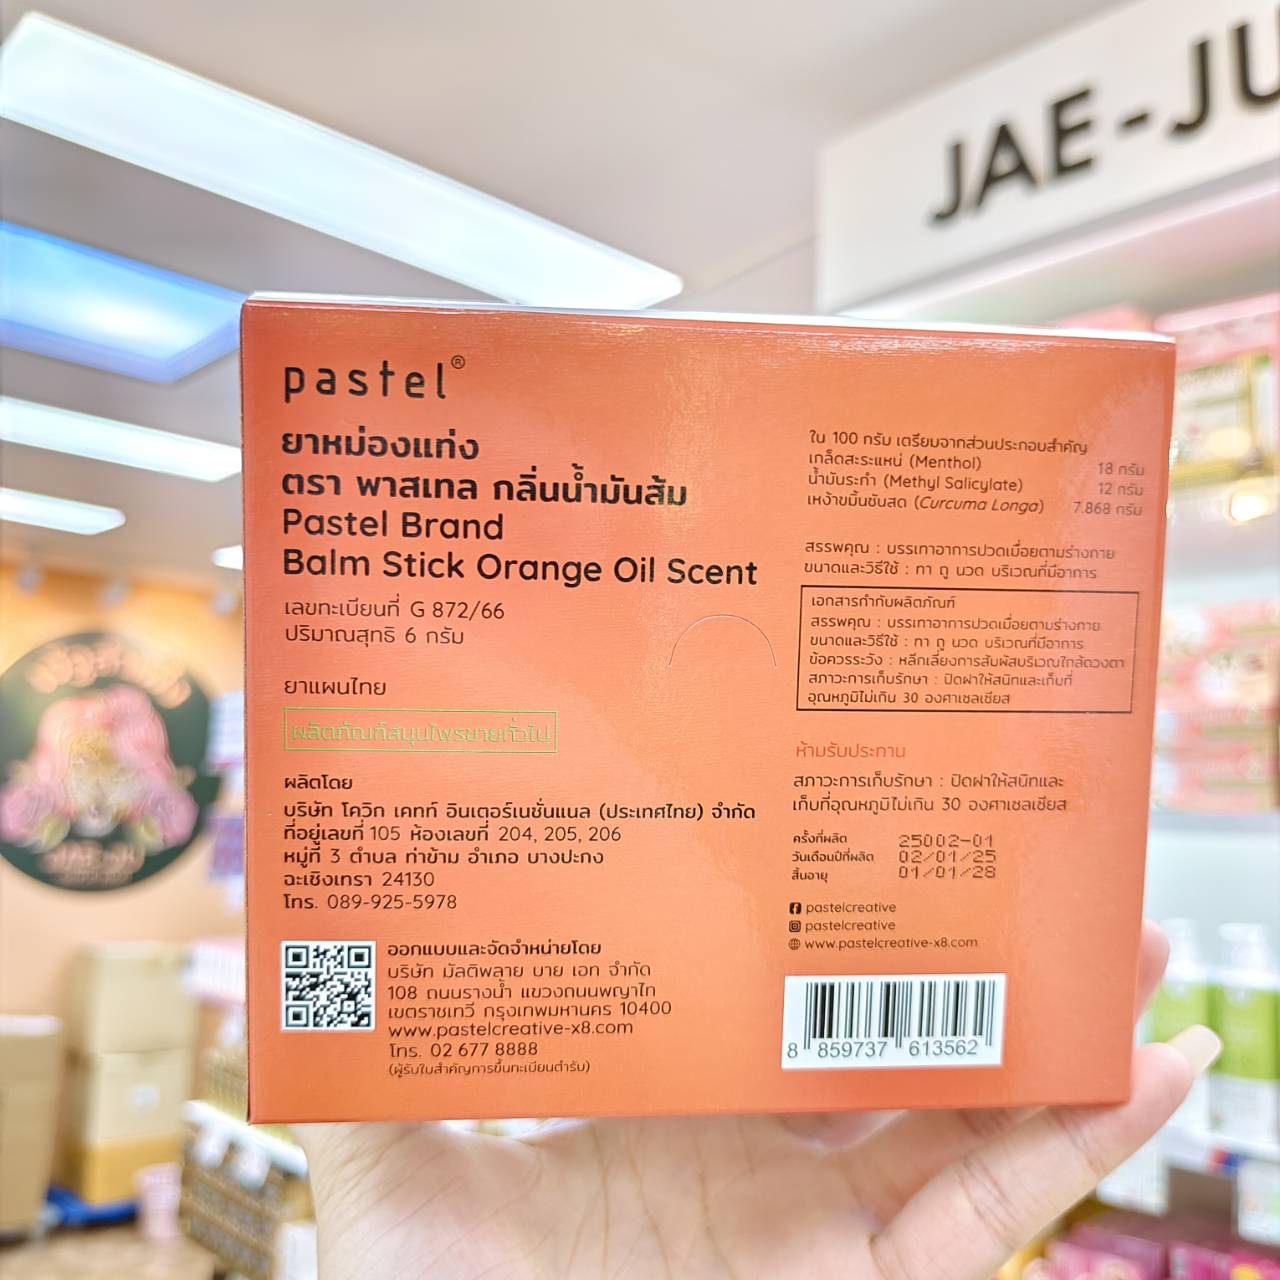 JAE-JU
pastel®
ยาหม่องแท่ง
ตรา พาสเทล กลิ่นน้ำมันส้ม
Pastel Brand
Balm Stick Orange Oil Scent
เลขทะเบียนที่ G 872/66
ปริมาณสุทธิ 6 กรัม
ยาแผนไทย
ผลิตภัณฑ์สมุนไพรขายทั่วไป
ผลิตโดย
บริษัท โควิก เคทท์ อินเตอร์เนชั่นแนล (ประเทศไทย) จำกัด
ที่อยู่เลขที่ 105 ห้องเลขที่ 204, 205, 206
หมู่ที่ 3 ตำบล ท่าข้าม อำเภอ บางปะกง
ฉะเชิงเทรา 24130
โทร. 089-925-5978
ออกแบบและจัดจำหน่ายโดย
บริษัท มัลติพลาย บาย เอท จำกัด
108 ถนนรางน้ำ แขวงถนนพญาไท
เขตราชเทวี กรุงเทพมหานคร 10400
www.pastelcreative-x8.com
โทร. 02 677 8888
(ผู้รับใบสำคัญการขึ้นทะเบียนตำรับ)
ใน 100 กรัม เตรียมจากส่วนประกอบสำคัญ
เกล็ดสะระแหน่ (Menthol) 18 กรัม
น้ำมันระกำ (Methyl Salicylate) 12 กรัม
เหง้าขมิ้นชันสด (Curcuma Longa) 7.868 กรัม
สรรพคุณ : บรรเทาอาการปวดเมื่อยตามร่างกาย
ขนาดและวิธีใช้ : ทา ถู นวด บริเวณที่มีอาการ
เอกสารกำกับผลิตภัณฑ์
สรรพคุณ : บรรเทาอาการปวดเมื่อยตามร่างกาย
ขนาดและวิธีใช้ : ทา ถู นวด บริเวณที่มีอาการ
ข้อควรระวัง : หลีกเลี่ยงการสัมผัสบริเวณใกล้ดวงตา
สภาวะการเก็บรักษา : ปิดฝาให้สนิทและเก็บที่
อุณหภูมิไม่เกิน 30 องศาเซลเซียส
ห้ามรับประทาน
สภาวะการเก็บรักษา : ปิดฝาให้สนิทและ
เก็บที่อุณหภูมิไม่เกิน 30 องศาเซลเซียส
ครั้งที่ผลิต 25002-01
วันเดือนปีที่ผลิต 02/01/25
สิ้นอายุ 01/01/28
pastelcreative
pastelcreative
www.pastelcreative-x8.com
8 859737 613562
JAE-JU